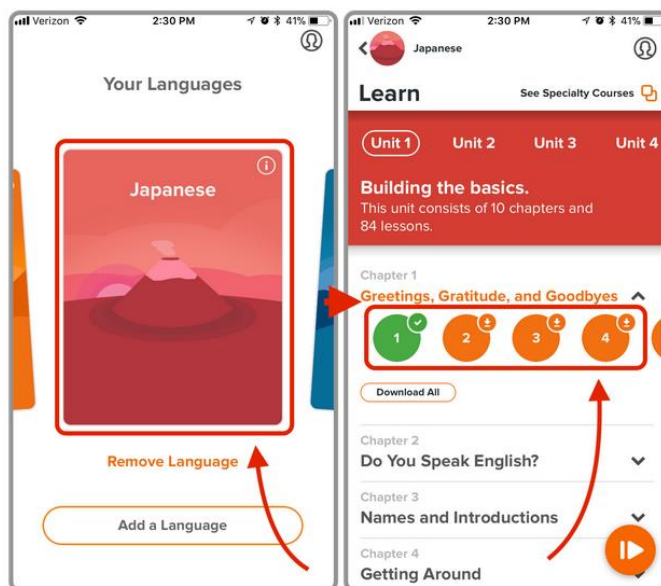 Verizon 2:30 PM 41%
Your Languages
Japanese
Remove Language
Add a Language
Verizon 2:30 PM 41%
Japanese
Learn
See Specialty Courses
Unit 1 Unit 2 Unit 3 Unit 4
Building the basics.
This unit consists of 10 chapters and
84 lessons.
Chapter 1
Greetings, Gratitude, and Goodbyes
1 2 3 4
Download All
Chapter 2
Do You Speak English?
Chapter 3
Names and Introductions
Chapter 4
Getting Around